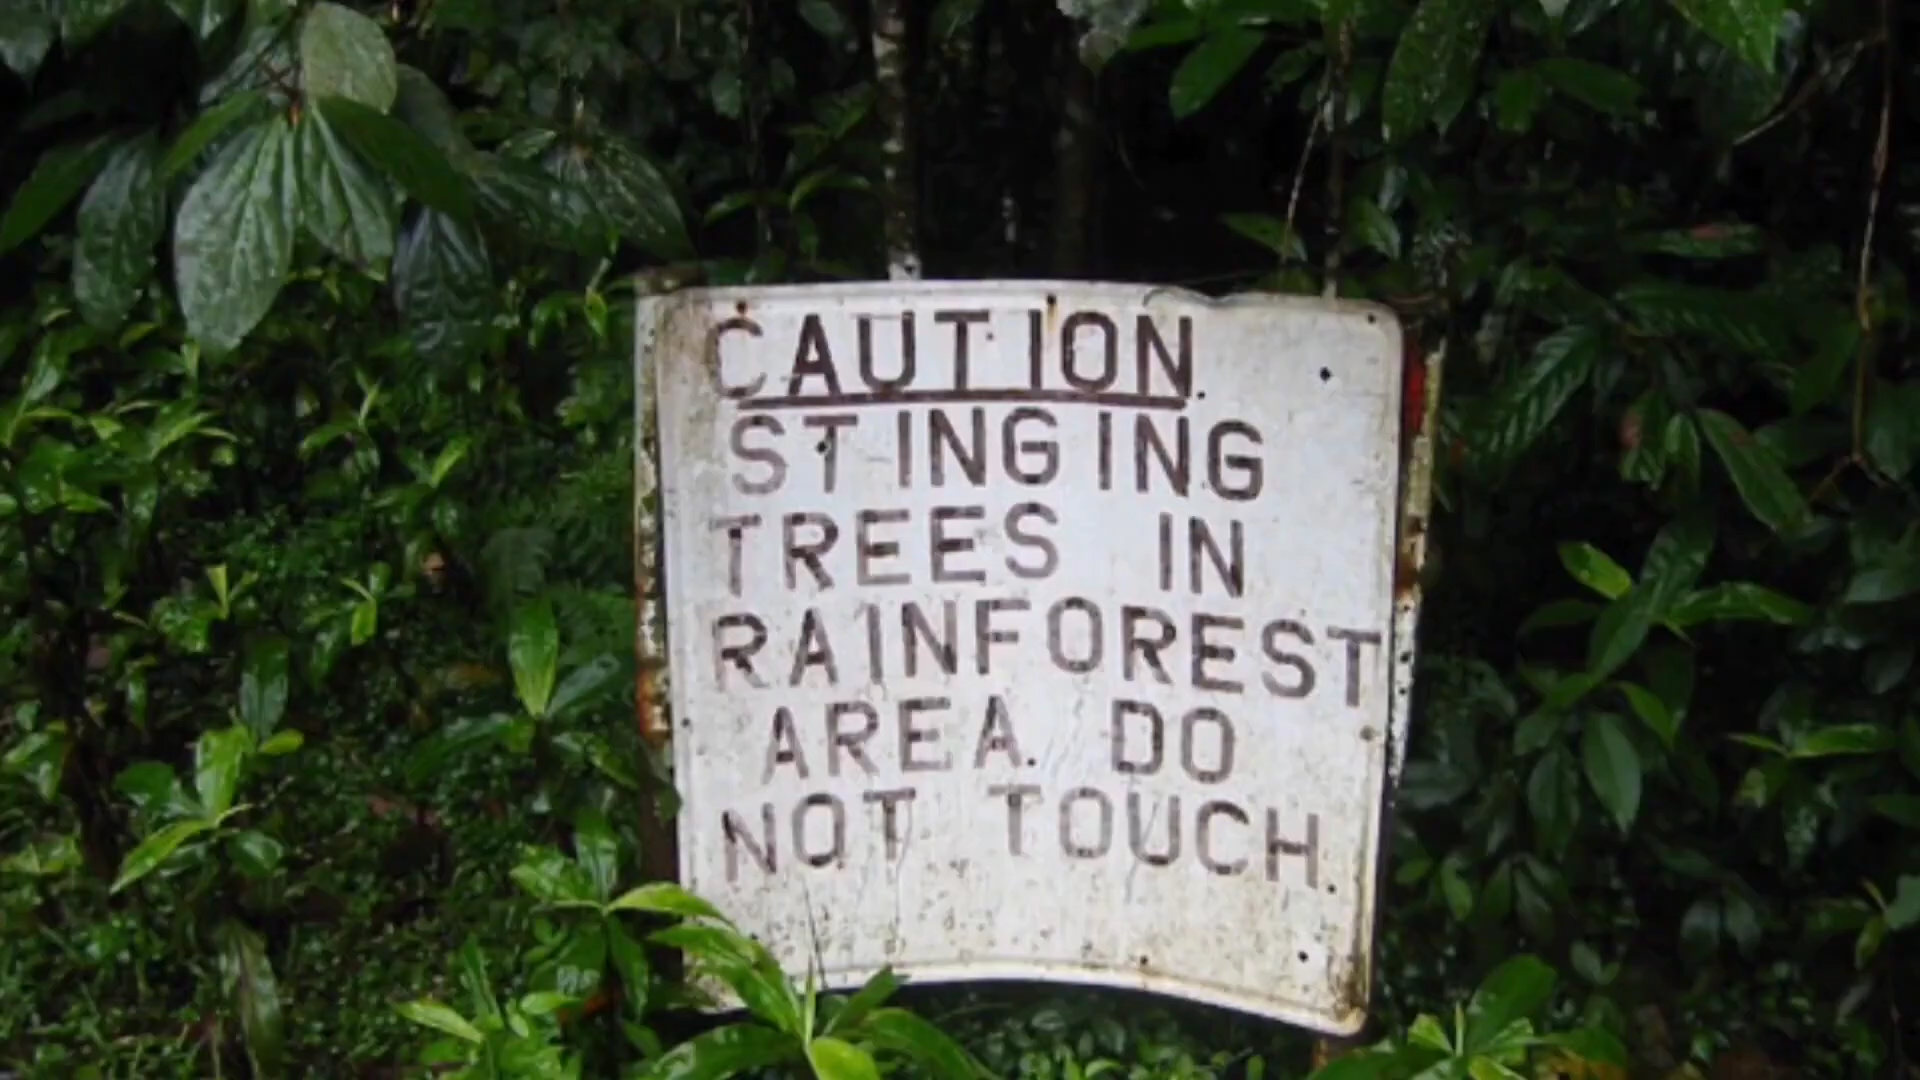 CAUTION.
STINGING
TREES IN
RAINFOREST
AREA. DO
NOT TOUCH.